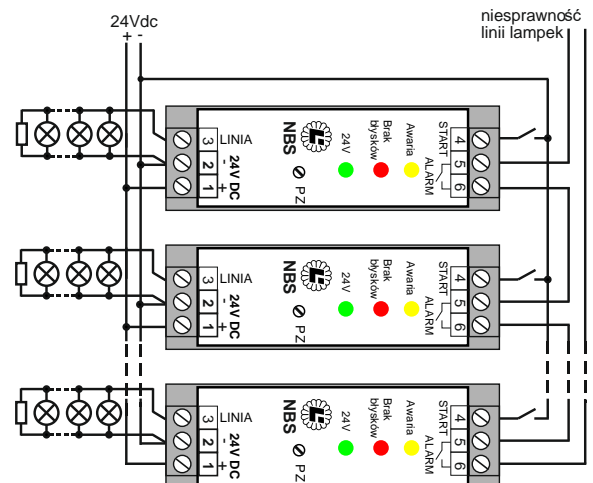 24Vdc
+ -
niesprawność
linii lampek
3 LINIA
2 - 24V DC
1 +
NBS
PZ
24V
Brak
błysków
Awaria
START 4
ALARM 5
6
3 LINIA
2 - 24V DC
1 +
NBS
PZ
24V
Brak
błysków
Awaria
START 4
ALARM 5
6
3 LINIA
2 - 24V DC
1 +
NBS
PZ
24V
Brak
błysków
Awaria
START 4
ALARM 5
6